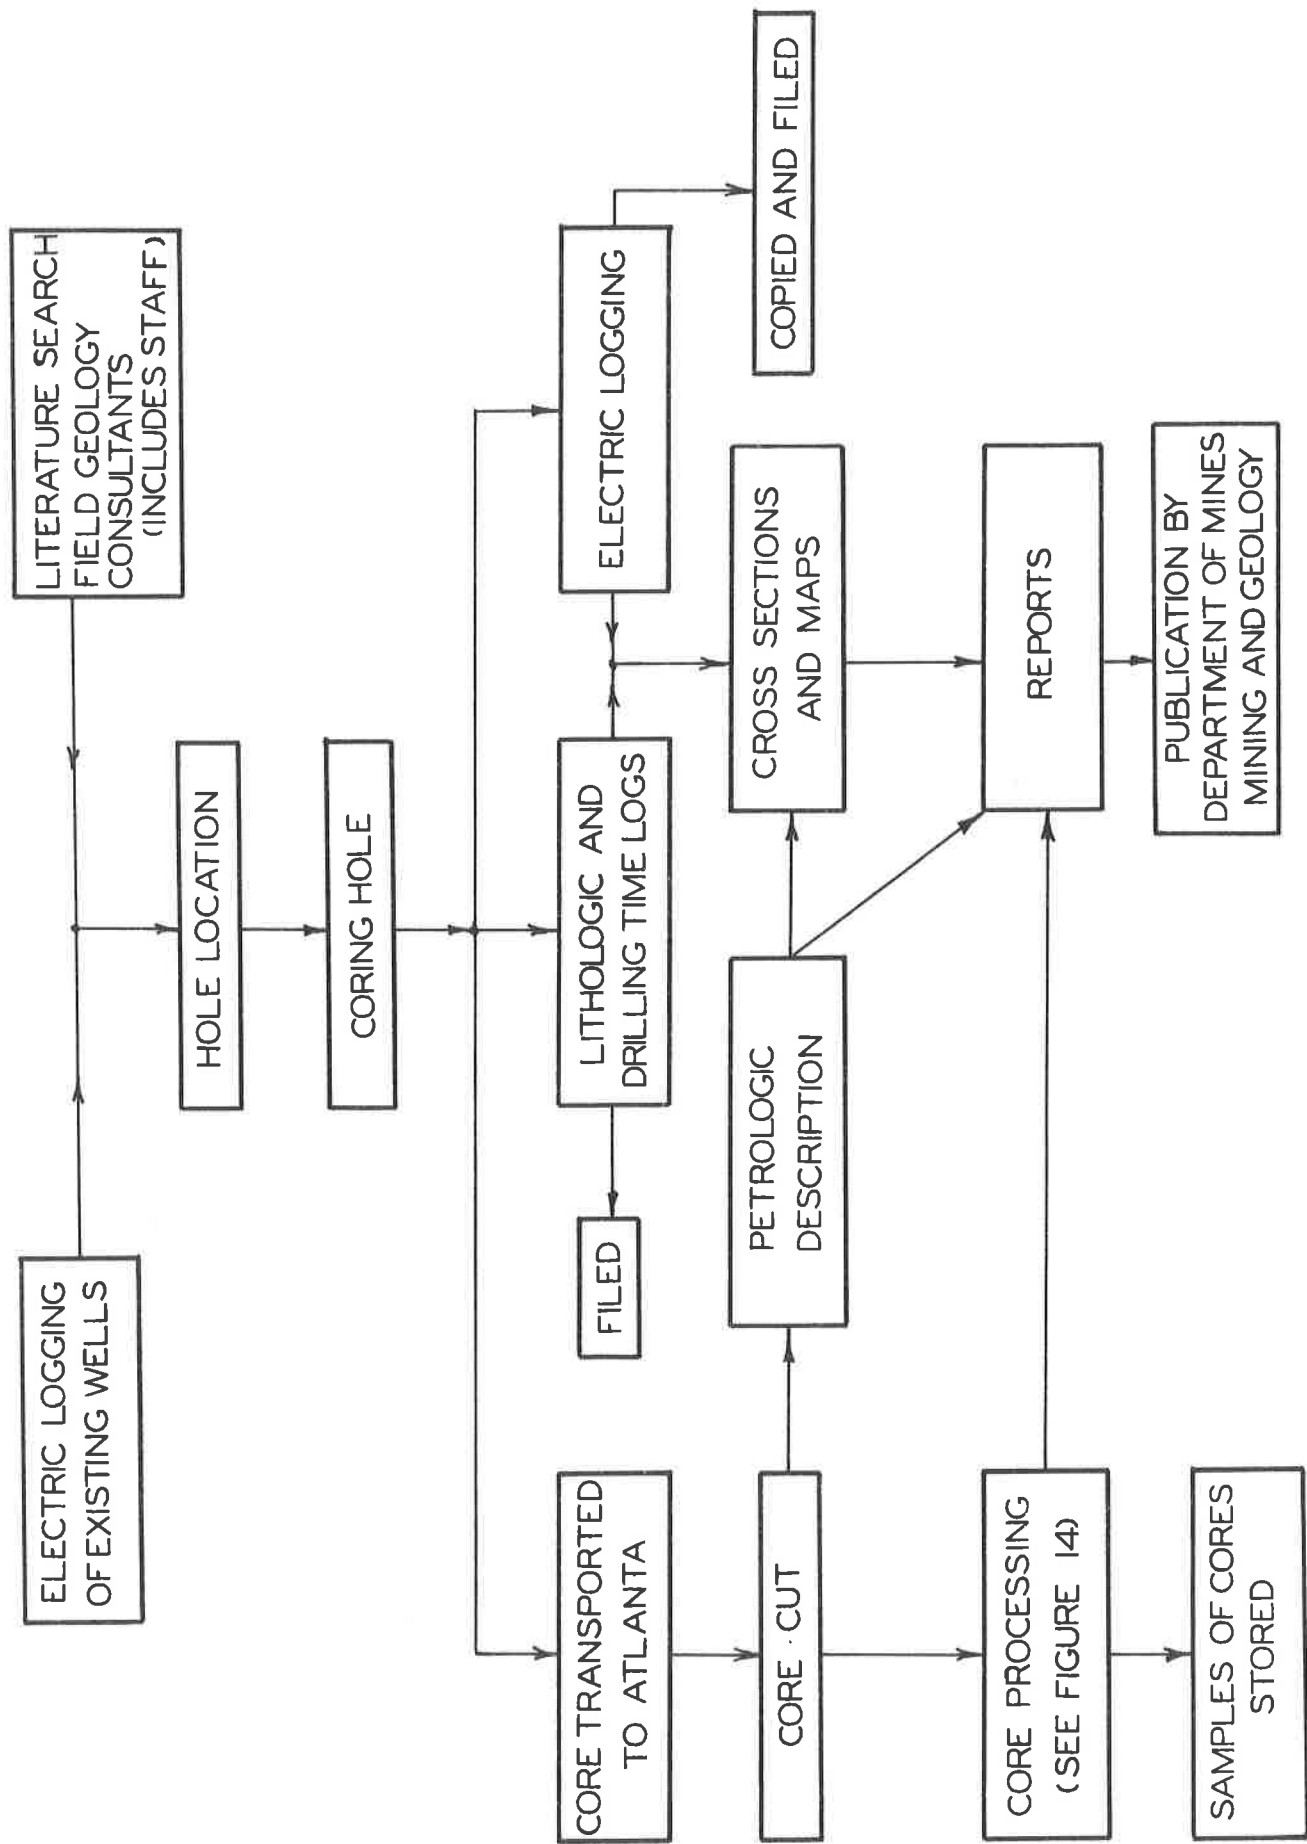 ELECTRIC LOGGING
OF EXISTING WELLS
LITERATURE SEARCH
FIELD GEOLOGY
CONSULTANTS
(INCLUDES STAFF)
HOLE LOCATION
CORING HOLE
CORE TRANSPORTED
TO ATLANTA
FILED
LITHOLOGIC AND
DRILLING TIME LOGS
ELECTRIC LOGGING
CORE · CUT
PETROLOGIC
DESCRIPTION
CROSS SECTIONS
AND MAPS
COPIED AND FILED
CORE PROCESSING
(SEE FIGURE 14)
REPORTS
SAMPLES OF CORES
STORED
PUBLICATION BY
DEPARTMENT OF MINES
MINING AND GEOLOGY